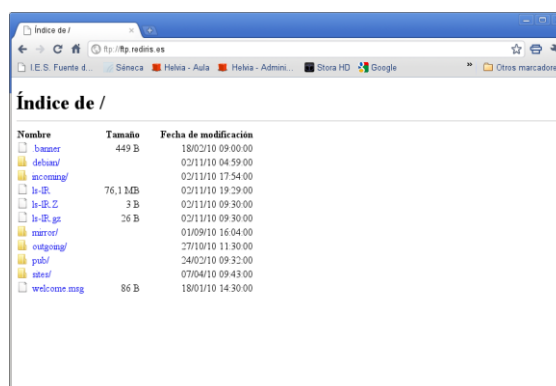 Índice de /
ftp://ftp.rediris.es
I.E.S. Fuente d... Séneca Helvia - Aula Helvia - Admini... Stora HD Google » Otros marcadore
Índice de /
Nombre Tamaño Fecha de modificación
.banner 449 B 18/02/10 09:00:00
debian/ 02/11/10 04:59:00
incoming/ 02/11/10 17:54:00
ls-lR 76,1 MB 02/11/10 19:29:00
ls-lR.Z 3 B 02/11/10 09:30:00
ls-lR.gz 26 B 02/11/10 09:30:00
mirror/ 01/09/10 16:04:00
outgoing/ 27/10/10 11:30:00
pub/ 24/02/10 09:32:00
sites/ 07/04/10 09:43:00
welcome.msg 86 B 18/01/10 14:30:00